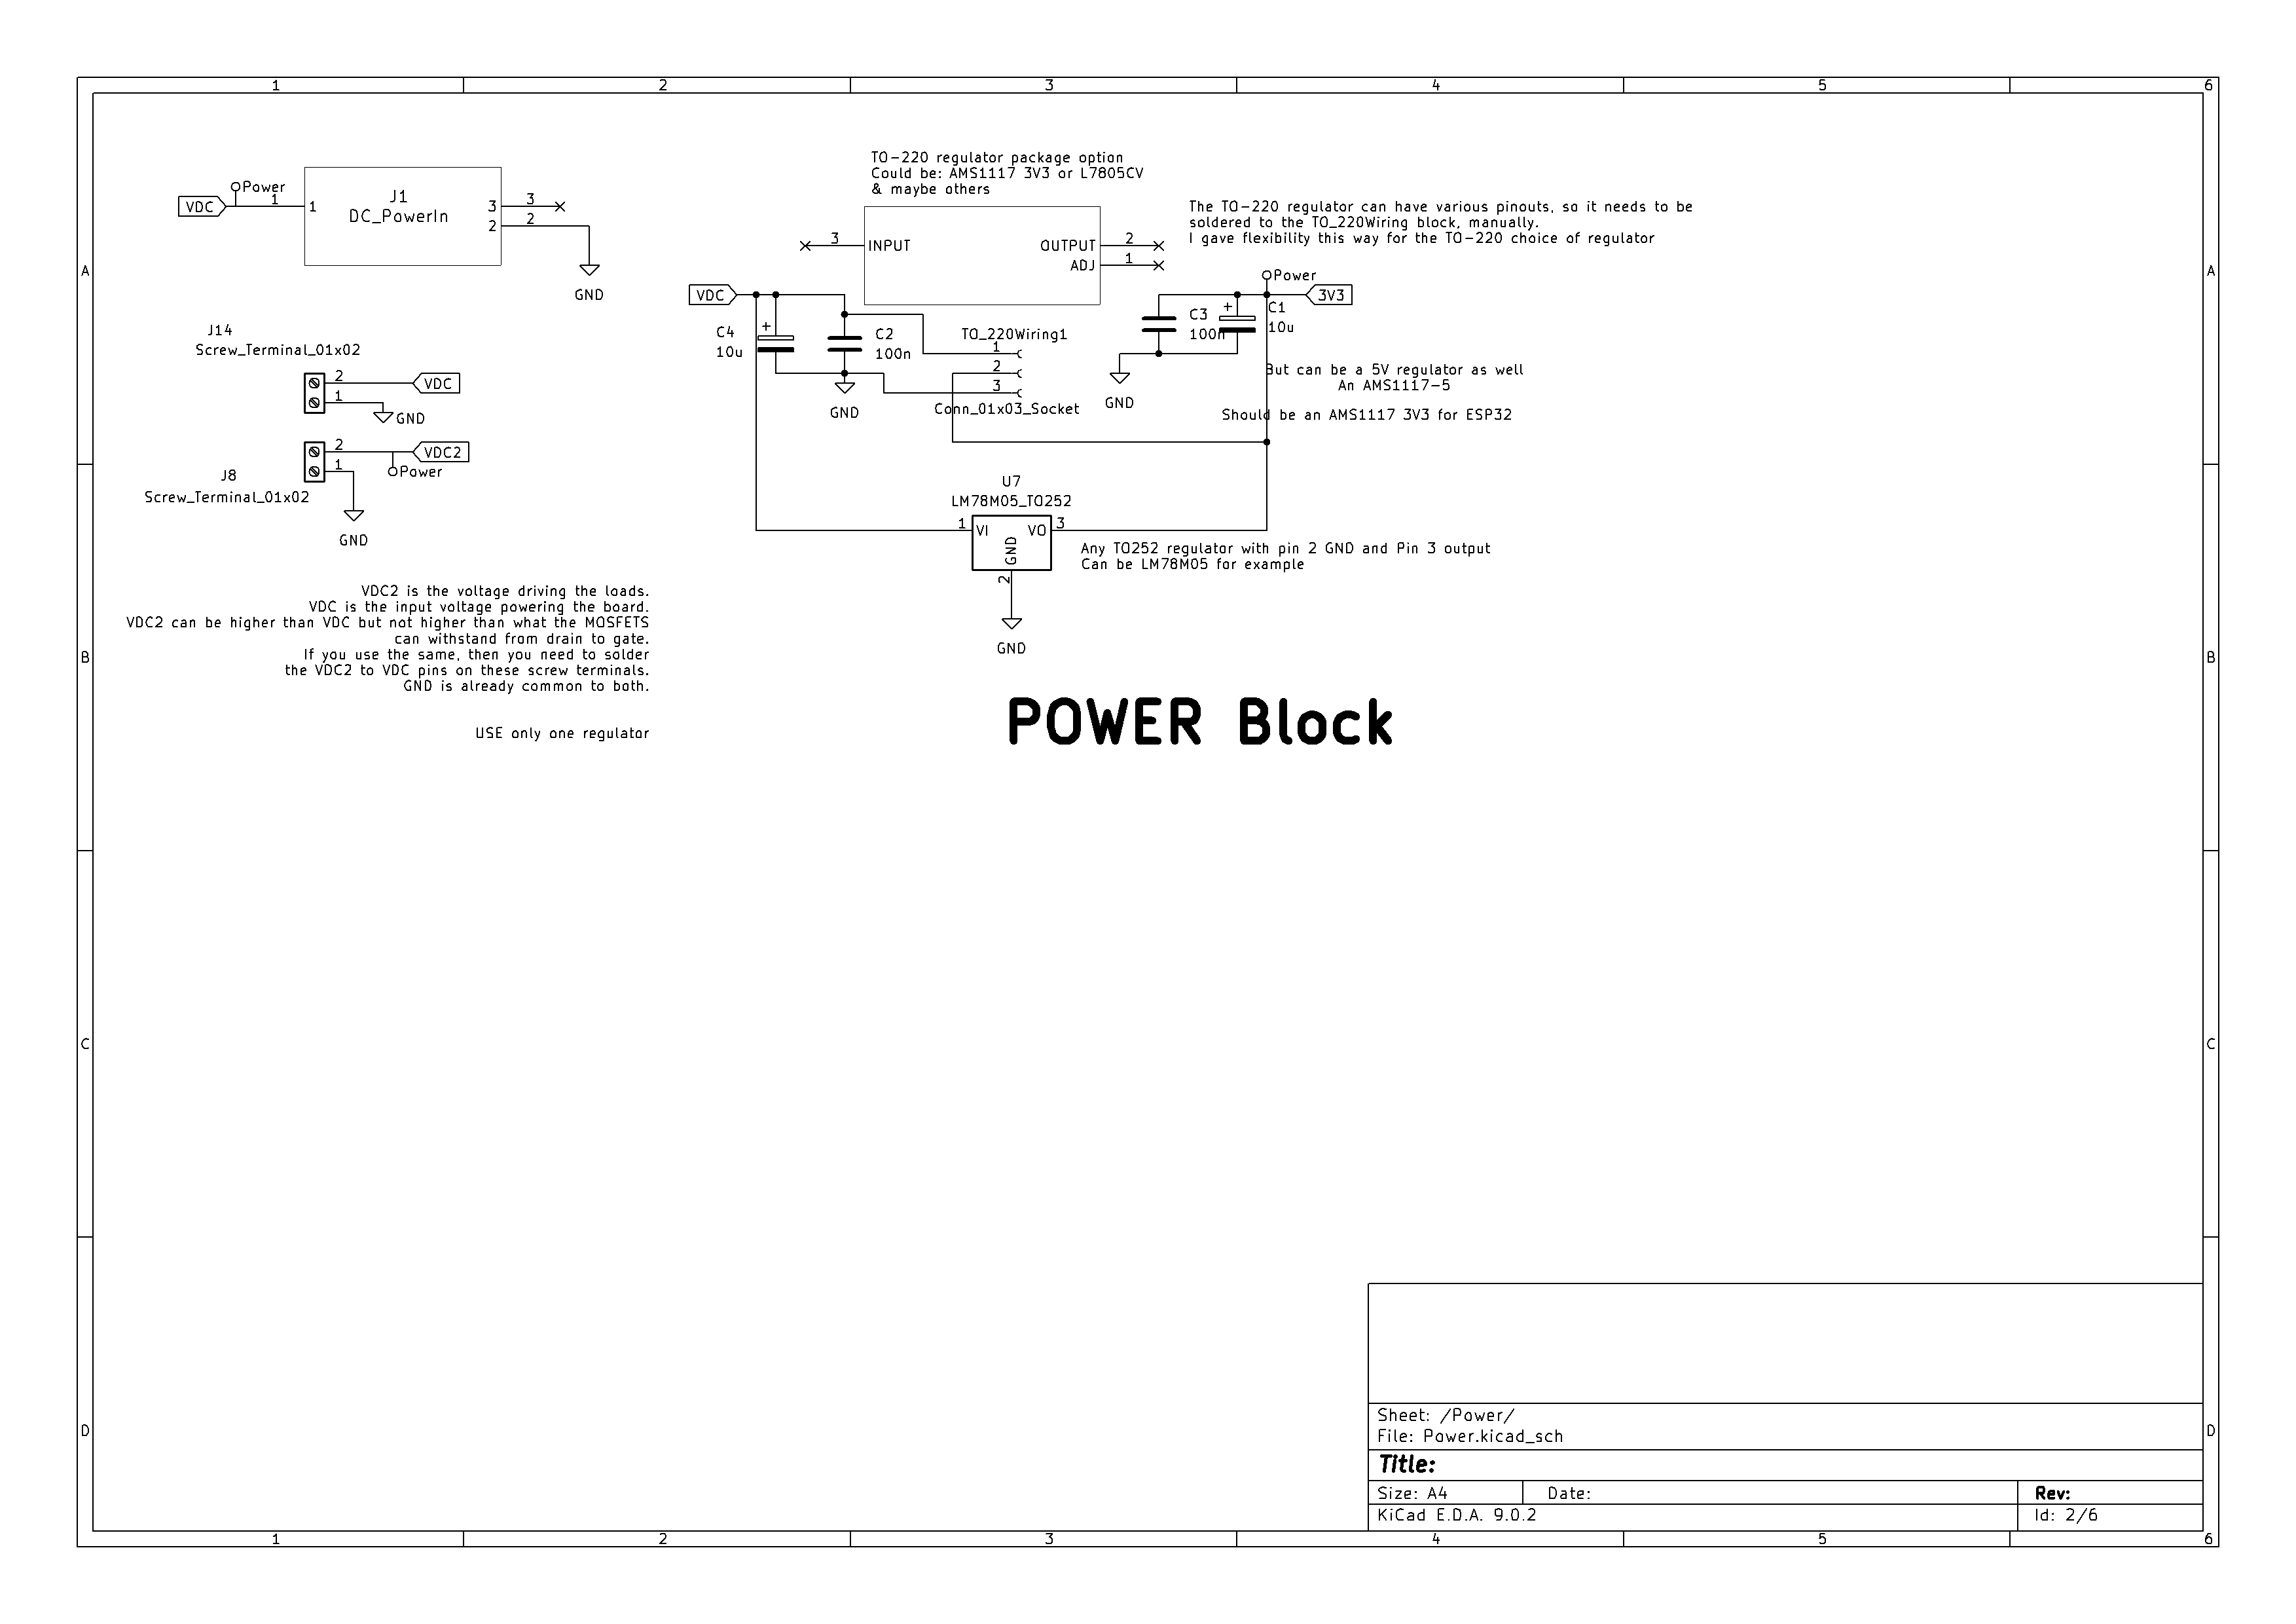 1 2 3 4 5 6
A A
B B
C C
D D
1 2 3 4 5 6
VDC
Power
1
1
J1
DC_PowerIn
3 3
2 2
GND
J14
Screw_Terminal_01x02
2
1
VDC
GND
J8
Screw_Terminal_01x02
2
1
VDC2
Power
GND
VDC2 is the voltage driving the loads.
VDC is the input voltage powering the board.
VDC2 can be higher than VDC but not higher than what the MOSFETS
can withstand from drain to gate.
If you use the same, then you need to solder
the VDC2 to VDC pins on these screw terminals.
GND is already common to both.
USE only one regulator
TO-220 regulator package option
Could be: AMS1117 3V3 or L7805CV
& maybe others
3
INPUT
OUTPUT
2
ADJ
1
The TO-220 regulator can have various pinouts, so it needs to be
soldered to the TO_220Wiring block, manually.
I gave flexibility this way for the TO-220 choice of regulator
VDC
C4
10u
+
C2
100n
GND
TO_220Wiring1
1
2
3
Conn_01x03_Socket
Power
3V3
C3
100n
+
C1
10u
GND
But can be a 5V regulator as well
An AMS1117-5
Should be an AMS1117 3V3 for ESP32
U7
LM78M05_TO252
1
VI
VO
3
GND
2
GND
Any TO252 regulator with pin 2 GND and Pin 3 output
Can be LM78M05 for example
POWER Block
Sheet: /Power/
File: Power.kicad_sch
Title:
Size: A4
Date:
Rev:
KiCad E.D.A. 9.0.2
Id: 2/6